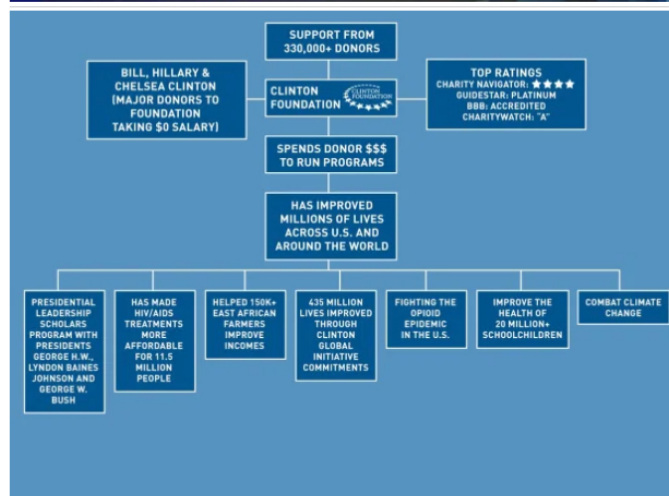 SUPPORT FROM
330,000+ DONORS
BILL, HILLARY &
CHELSEA CLINTON
(MAJOR DONORS TO
FOUNDATION
TAKING $0 SALARY)
CLINTON
FOUNDATION
CLINTON
FOUNDATION
TOP RATINGS
CHARITY NAVIGATOR: ★★★★
GUIDESTAR: PLATINUM
BBB: ACCREDITED
CHARITYWATCH: "A"
SPENDS DONOR $$$
TO RUN PROGRAMS
HAS IMPROVED
MILLIONS OF LIVES
ACROSS U.S. AND
AROUND THE WORLD
PRESIDENTIAL
LEADERSHIP
SCHOLARS
PROGRAM WITH
PRESIDENTS
GEORGE H.W.,
LYNDON BAINES
JOHNSON AND
GEORGE W.
BUSH
HAS MADE
HIV/AIDS
TREATMENTS
MORE
AFFORDABLE
FOR 11.5
MILLION
PEOPLE
HELPED 150K+
EAST AFRICAN
FARMERS
IMPROVE
INCOMES
435 MILLION
LIVES IMPROVED
THROUGH
CLINTON
GLOBAL
INITIATIVE
COMMITMENTS
FIGHTING THE
OPIOID
EPIDEMIC
IN THE U.S.
IMPROVE THE
HEALTH OF
20 MILLION+
SCHOOLCHILDREN
COMBAT CLIMATE
CHANGE